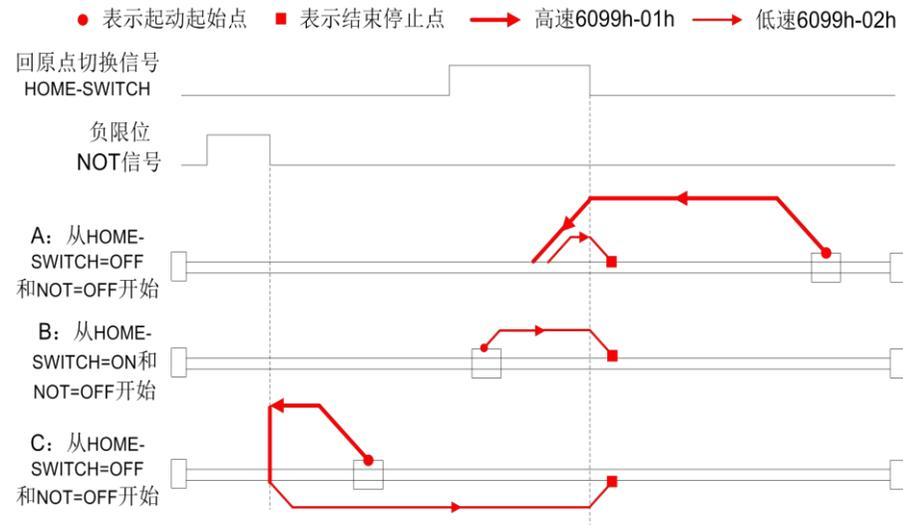 表示起动起始点 表示结束停止点 高速6099h-01h 低速6099h-02h
回原点切换信号
HOME-SWITCH
负限位
NOT信号
A：从HOME-
SWITCH=OFF
和NOT=OFF开始
B：从HOME-
SWITCH=ON和
NOT=OFF开始
C：从HOME-
SWITCH=OFF
和NOT=OFF开始